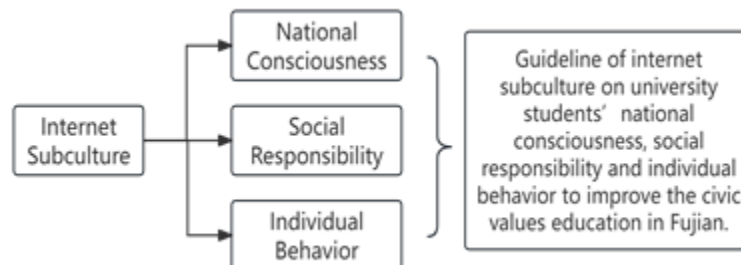 Internet
Subculture
National
Consciousness
Social
Responsibility
Individual
Behavior
Guideline of internet
subculture on university
students' national
consciousness, social
responsibility and individual
behavior to improve the civic
values education in Fujian.